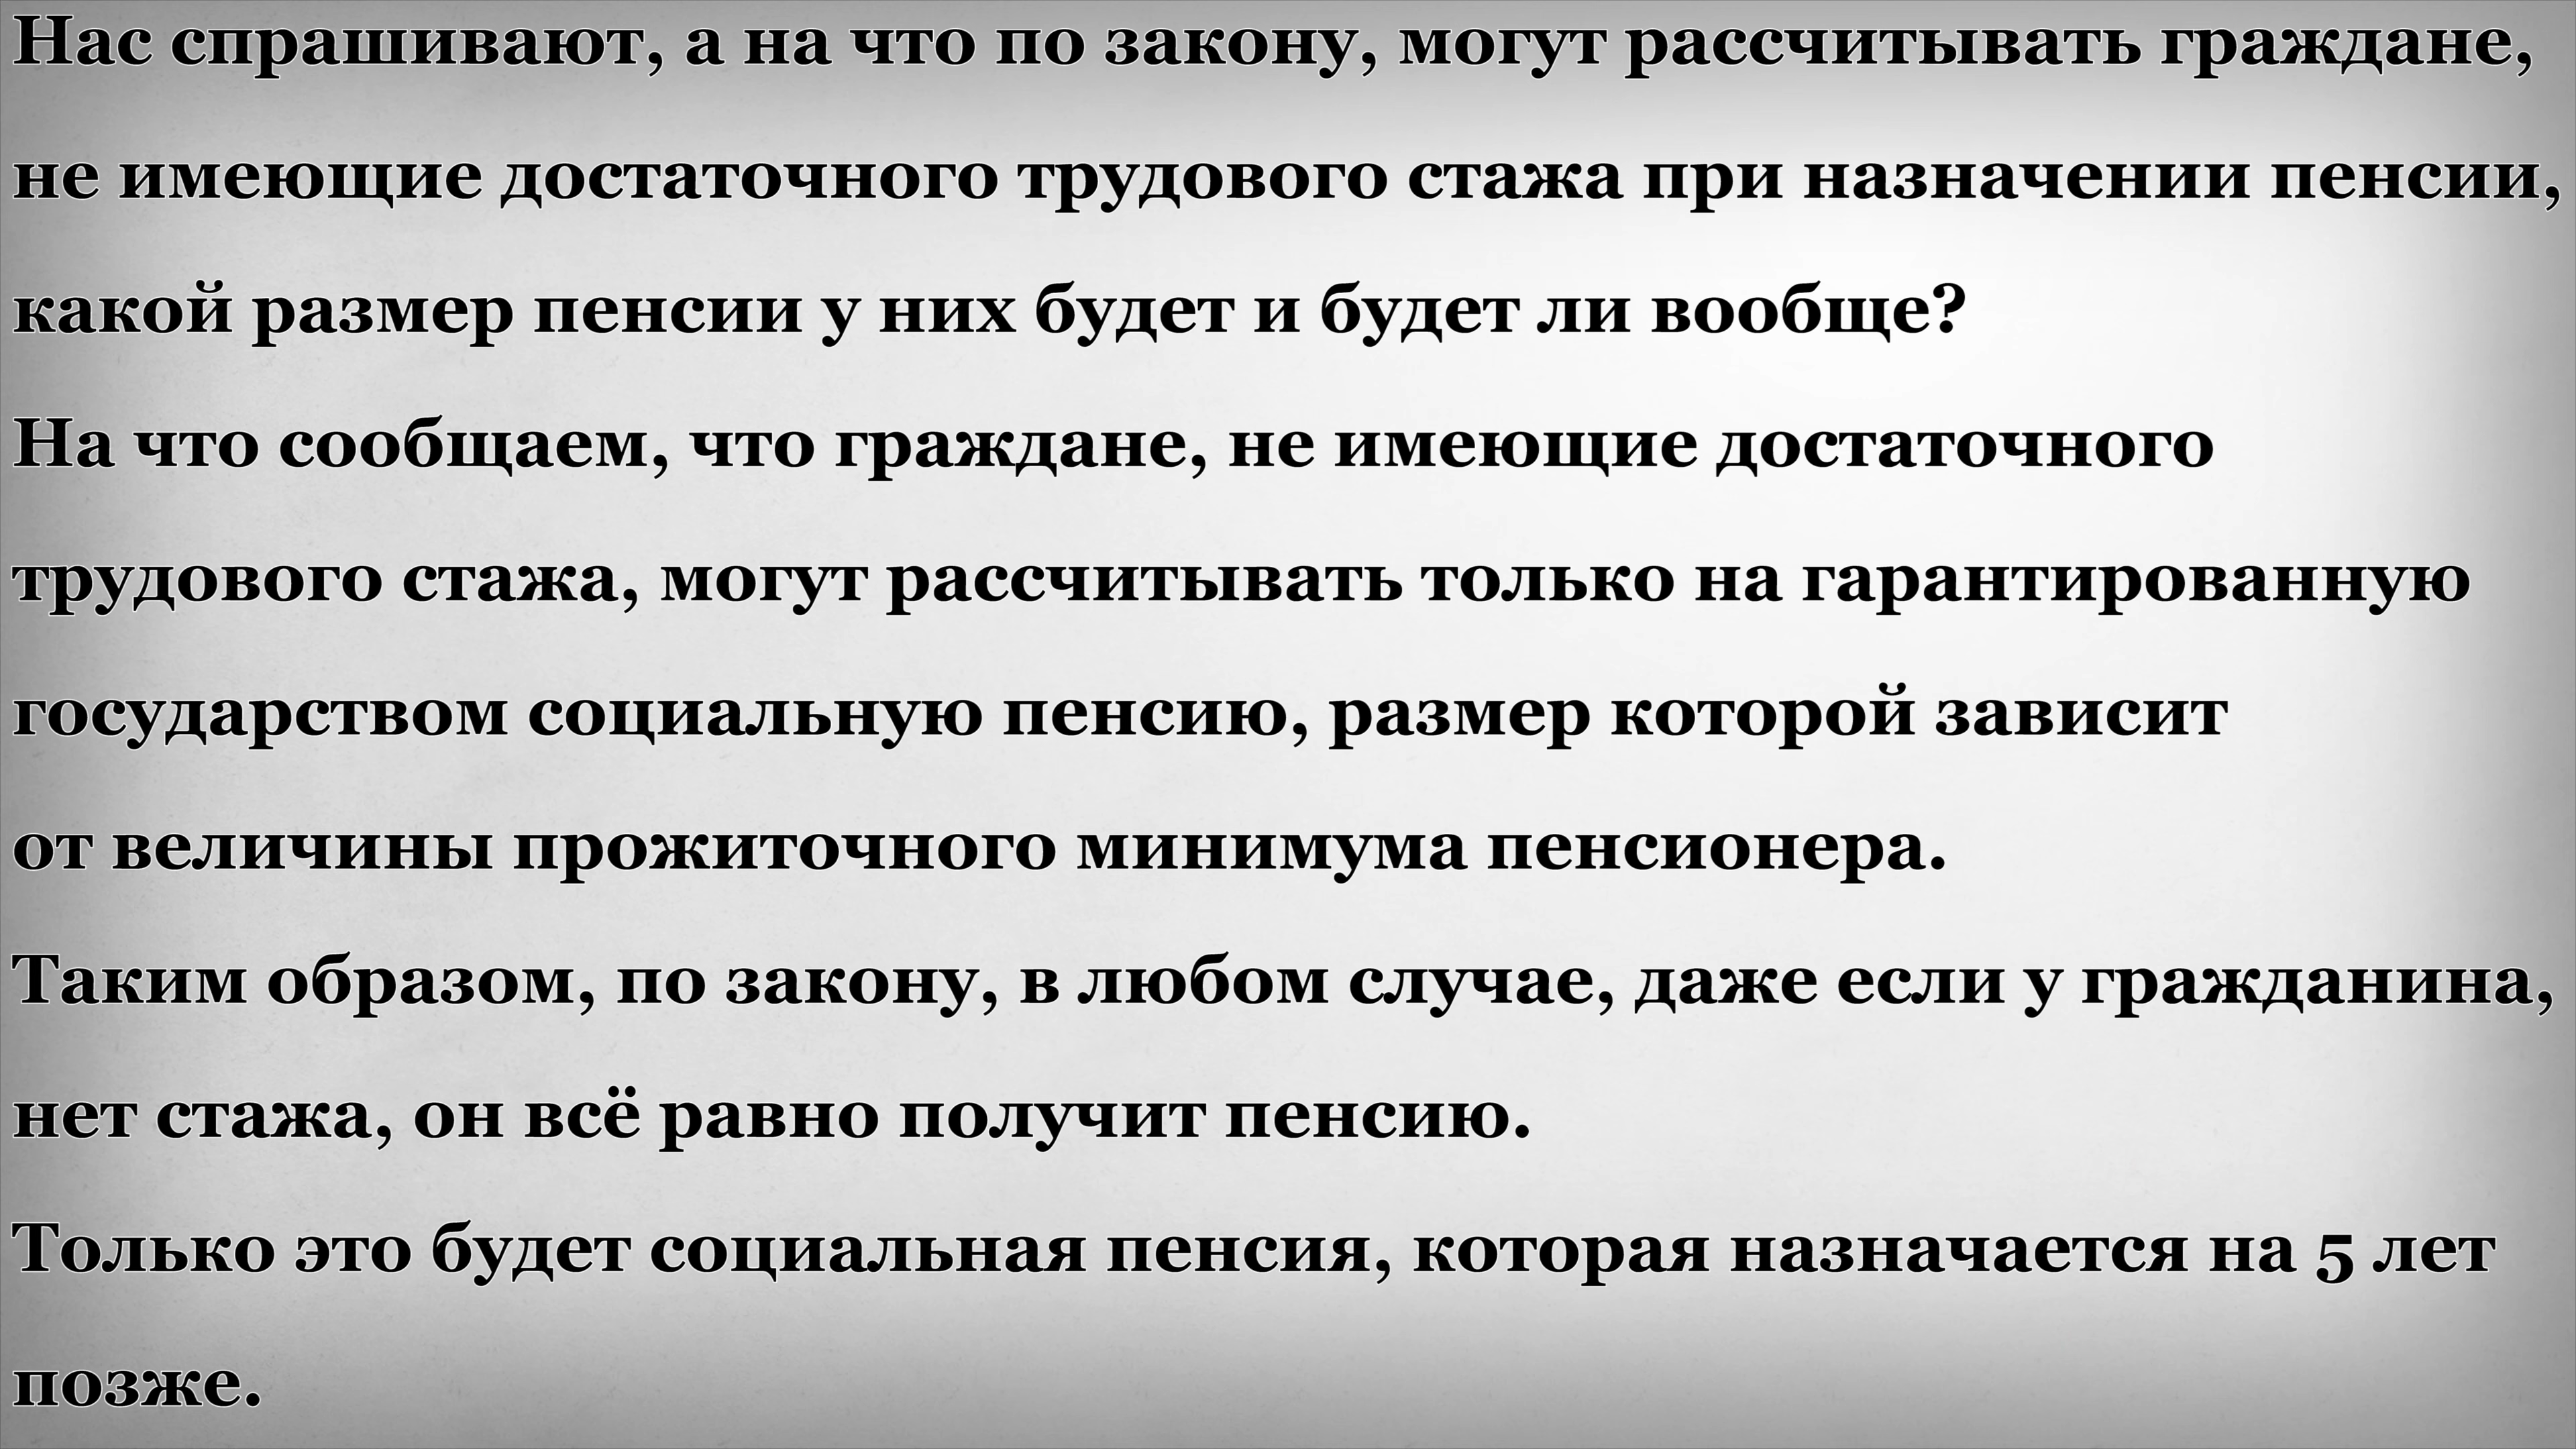 Нас спрашивают, а на что по закону, могут рассчитывать граждане,
не имеющие достаточного трудового стажа при назначении пенсии,
какой размер пенсии у них будет и будет ли вообще?
На что сообщаем, что граждане, не имеющие достаточного
трудового стажа, могут рассчитывать только на гарантированную
государством социальную пенсию, размер которой зависит
от величины прожиточного минимума пенсионера.
Таким образом, по закону, в любом случае, даже если у гражданина,
нет стажа, он всё равно получит пенсию.
Только это будет социальная пенсия, которая назначается на 5 лет
позже.